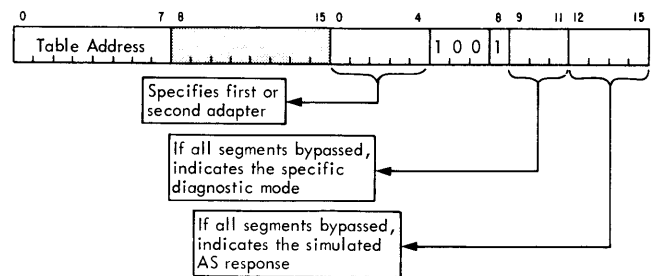 0 7 8 15 0 4 8 9 11 12 15
Table Address 1 0 0 1
Specifies first or
second adapter
If all segments bypassed,
indicates the specific
diagnostic mode
If all segments bypassed,
indicates the simulated
AS response